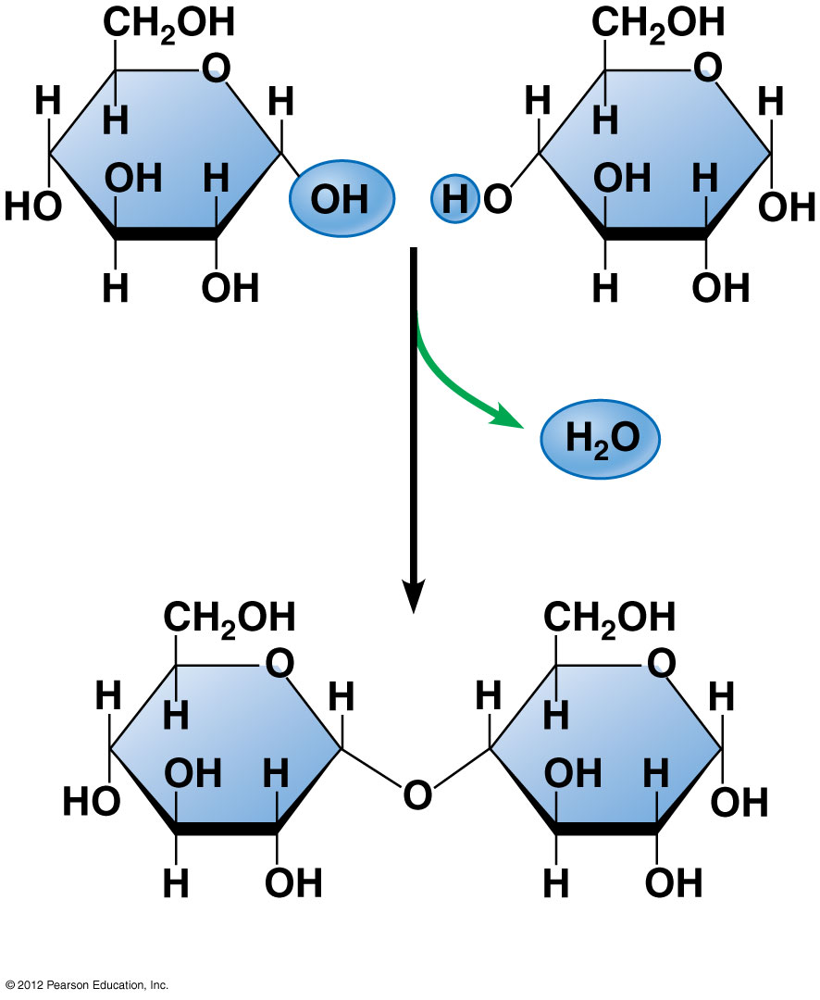 CH₂OH CH₂OH
O O
H H H H
H H
OH H OH H
HO OH H O OH
H OH H OH
H₂O
CH₂OH CH₂OH
O O
H H H H
H H
OH H OH H
HO O OH
H OH H OH
© 2012 Pearson Education, Inc.